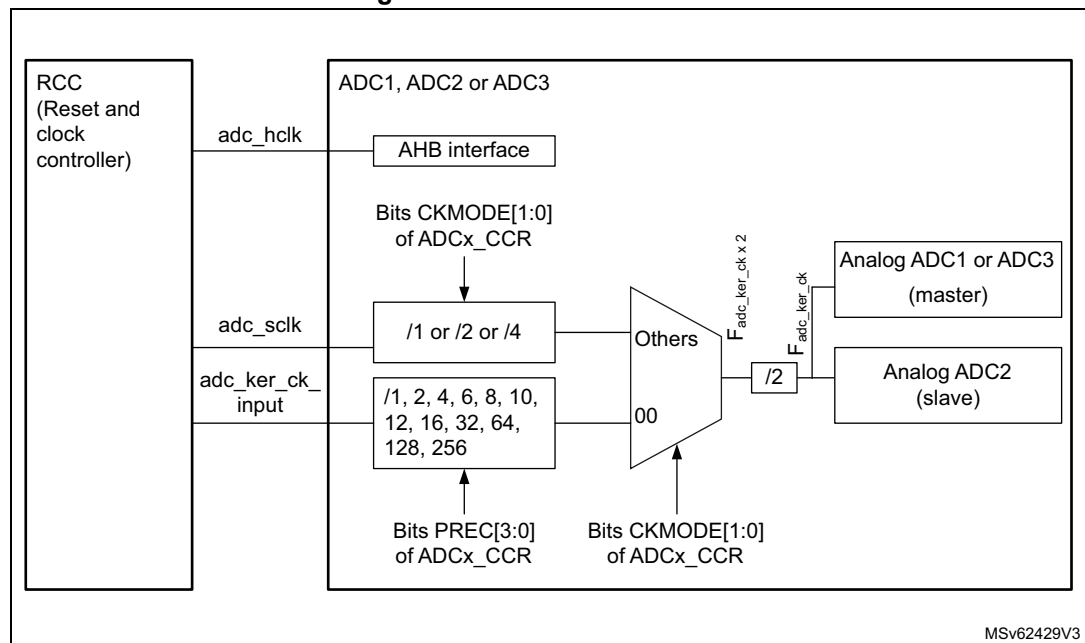 RCC
(Reset and
clock
controller)
adc_hclk
adc_sclk
adc_ker_ck_
input
ADC1, ADC2 or ADC3
AHB interface
Bits CKMODE[1:0]
of ADCx_CCR
/1 or /2 or /4
/1, 2, 4, 6, 8, 10,
12, 16, 32, 64,
128, 256
Bits PREC[3:0]
of ADCx_CCR
Others
00
Bits CKMODE[1:0]
of ADCx_CCR
Fadc_ker_ck x 2
/2
Fadc_ker_ck
Analog ADC1 or ADC3
(master)
Analog ADC2
(slave)
MSv62429V3